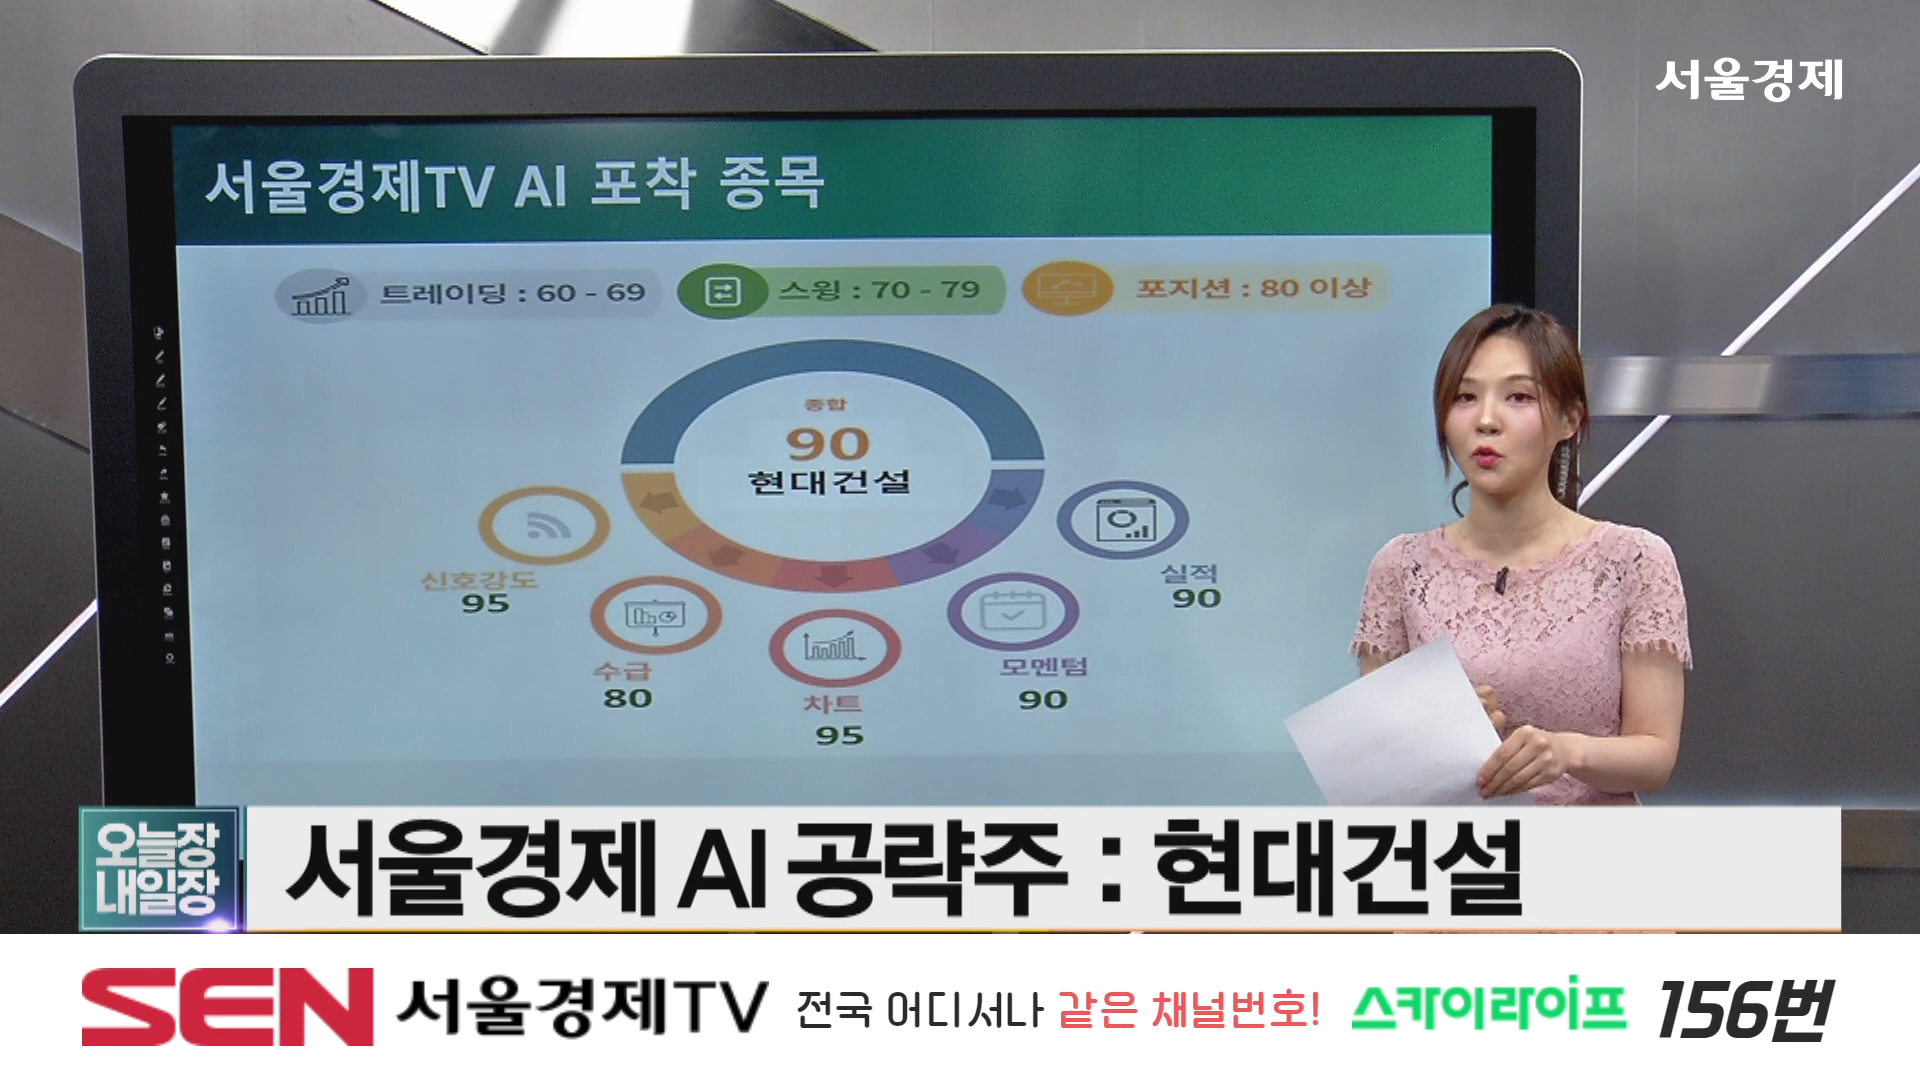 서울경제
서울경제TV AI 포착 종목
트레이딩 : 60 - 69
스윙 : 70 - 79
포지션 : 80 이상
종합
90
현대건설
신호강도
95
수급
80
차트
95
모멘텀
90
실적
90
오늘장
내일장
서울경제 AI 공략주 : 현대건설
SEN 서울경제TV 전국 어디서나 같은 채널번호! 스카이라이프 156번